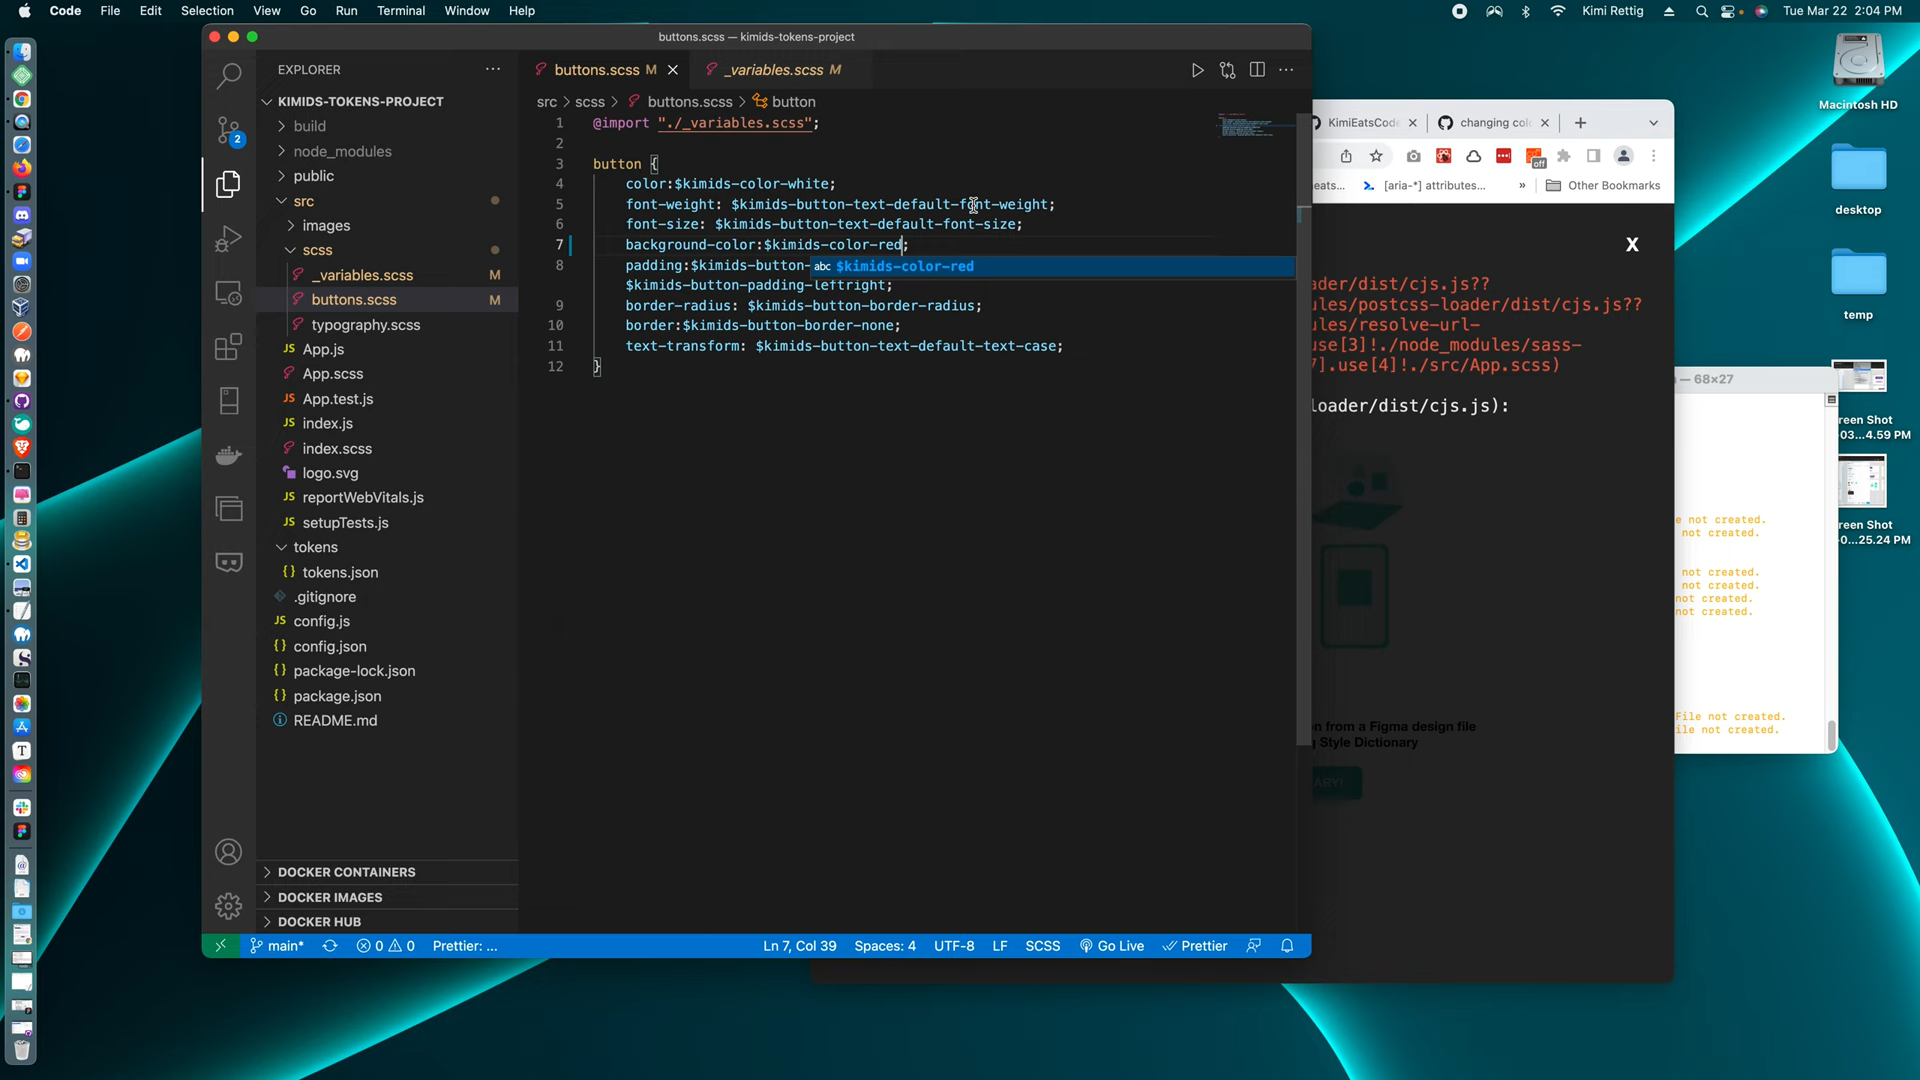 Code File Edit Selection View Go Run Terminal Window Help
Kimi Rettig Tue Mar 22 2:04 PM
buttons.scss — kimids-tokens-project
EXPLORER
KIMIDS-TOKENS-PROJECT
build
node_modules
public
src
images
scss
_variables.scss M
buttons.scss M
typography.scss
JS App.js
App.scss
JS App.test.js
JS index.js
index.scss
logo.svg
JS reportWebVitals.js
JS setupTests.js
tokens
{} tokens.json
.gitignore
JS config.js
{} config.json
{} package-lock.json
{} package.json
README.md
DOCKER CONTAINERS
DOCKER IMAGES
DOCKER HUB
2
buttons.scss M
_variables.scss M
src > scss > buttons.scss > button
1 @import "./_variables.scss";
2
3 button {
4 color:$kimids-color-white;
5 font-weight: $kimids-button-text-default-font-weight;
6 font-size: $kimids-button-text-default-font-size;
7 background-color:$kimids-color-red;
8 padding:$kimids-button-
abc $kimids-color-red
$kimids-button-padding-leftright;
9 border-radius: $kimids-button-border-radius;
10 border:$kimids-button-border-none;
11 text-transform: $kimids-button-text-default-text-case;
12 }
main* 0 0 Prettier: ...
Ln 7, Col 39 Spaces: 4 UTF-8 LF SCSS Go Live Prettier
KimiEatsCode
changing col
off
eats... [aria-*] attributes... » Other Bookmarks
X
ader/dist/cjs.js??
ules/postcss-loader/dist/cjs.js??
ules/resolve-url-
use[3]!./node_modules/sass-
7].use[4]!./src/App.scss)
loader/dist/cjs.js):
n from a Figma design file
Style Dictionary
ARY!
— 68×27
e not created.
not created.
not created.
not created.
not created.
not created.
File not created.
ile not created.
Macintosh HD
desktop
temp
reen Shot
-03...4.59 PM
reen Shot
-0...25.24 PM